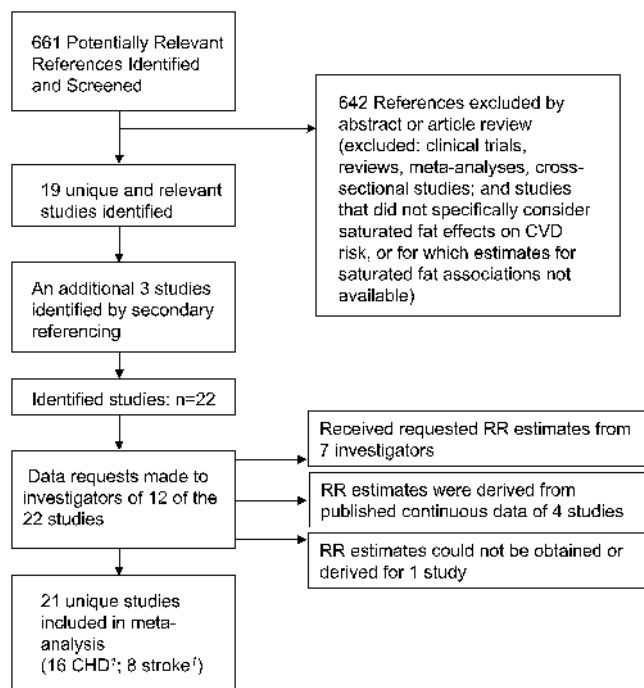 661 Potentially Relevant
References Identified
and Screened
642 References excluded by
abstract or article review
(excluded: clinical trials,
reviews, meta-analyses, cross-
sectional studies; and studies
that did not specifically consider
saturated fat effects on CVD
risk, or for which estimates for
saturated fat associations not
available)
19 unique and relevant
studies identified
An additional 3 studies
identified by secondary
referencing
Identified studies: n=22
Data requests made to
investigators of 12 of the
22 studies
Received requested RR estimates from
7 investigators
RR estimates were derived from
published continuous data of 4 studies
RR estimates could not be obtained or
derived for 1 study
21 unique studies
included in meta-
analysis
(16 CHD; 8 stroke)